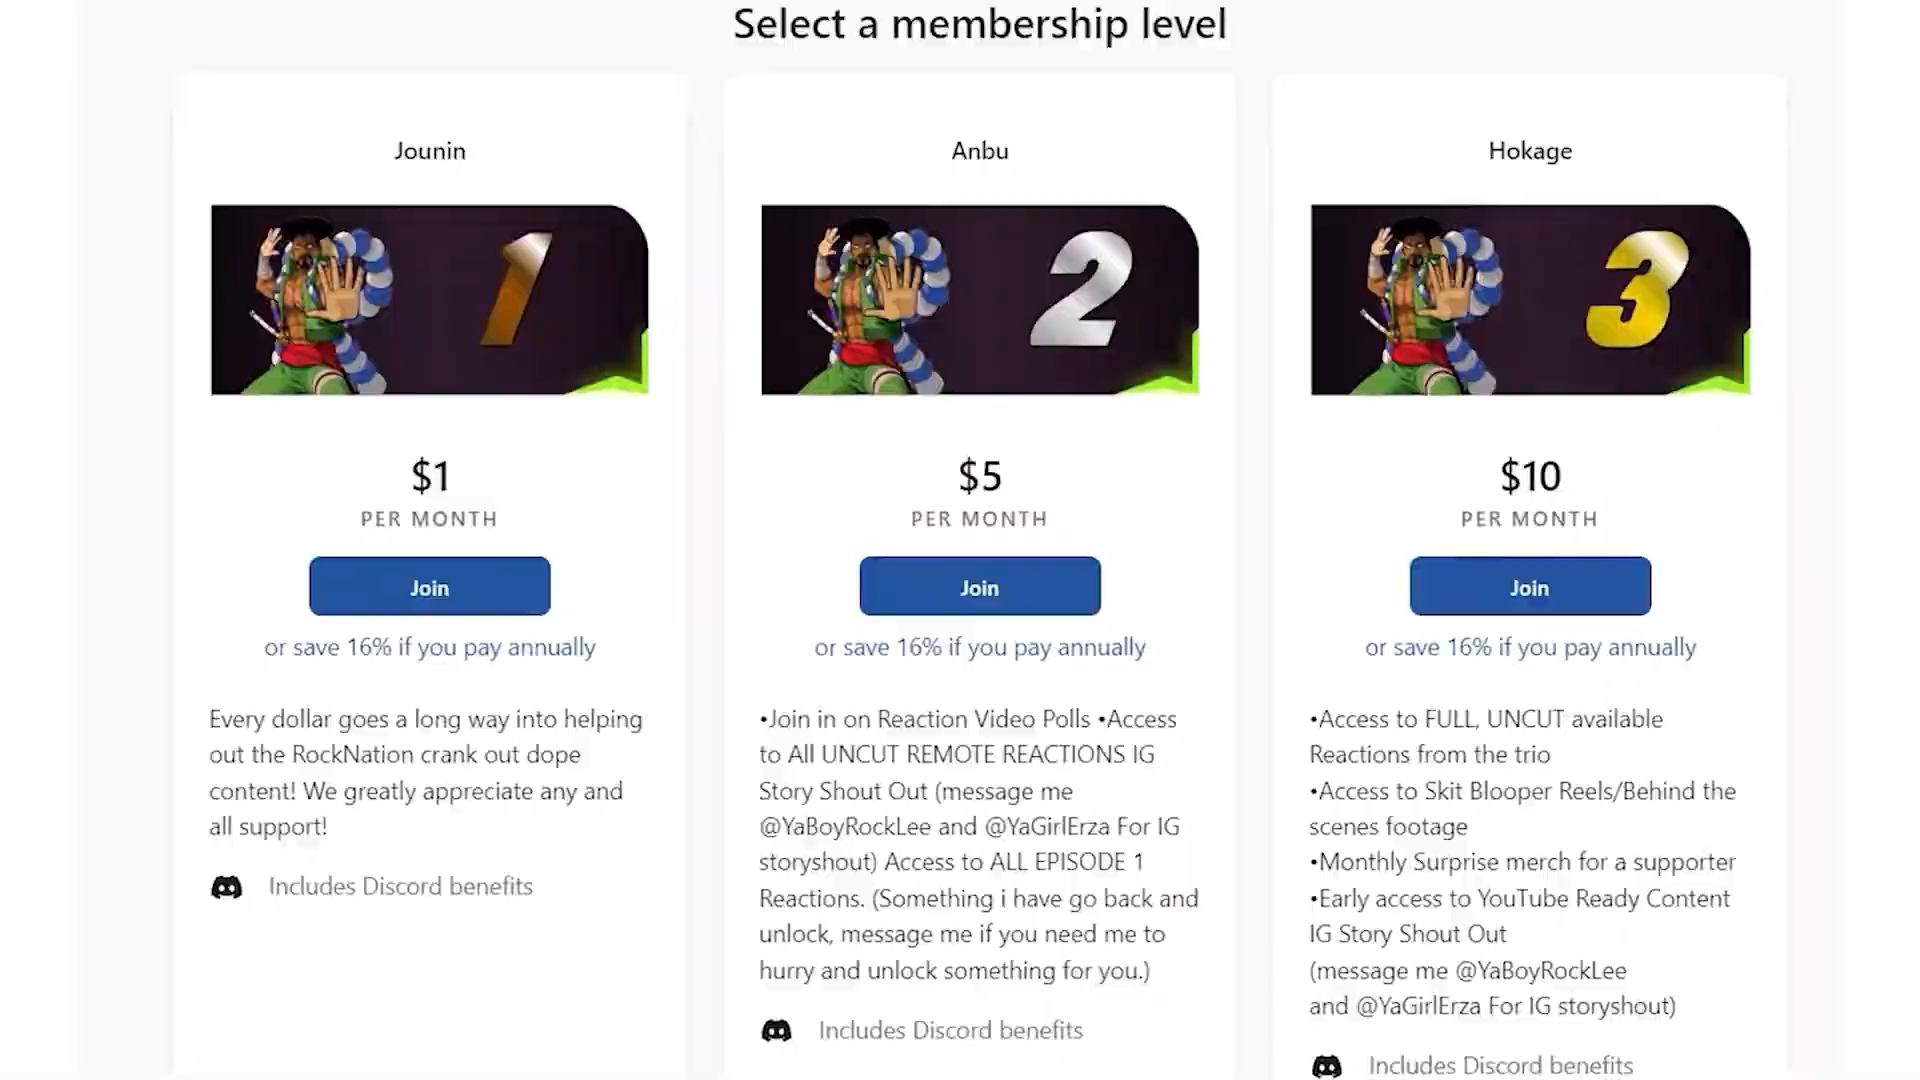 Select a membership level
Jounin
1
$1
PER MONTH
Join
or save 16% if you pay annually
Every dollar goes a long way into helping
out the RockNation crank out dope
content! We greatly appreciate any and
all support!
Includes Discord benefits
Anbu
2
$5
PER MONTH
Join
or save 16% if you pay annually
•Join in on Reaction Video Polls •Access
to All UNCUT REMOTE REACTIONS IG
Story Shout Out (message me
@YaBoyRockLee and @YaGirlErza For IG
storyshout) Access to ALL EPISODE 1
Reactions. (Something i have go back and
unlock, message me if you need me to
hurry and unlock something for you.)
Includes Discord benefits
Hokage
3
$10
PER MONTH
Join
or save 16% if you pay annually
•Access to FULL, UNCUT available
Reactions from the trio
•Access to Skit Blooper Reels/Behind the
scenes footage
•Monthly Surprise merch for a supporter
•Early access to YouTube Ready Content
IG Story Shout Out
(message me @YaBoyRockLee
and @YaGirlErza For IG storyshout)
Includes Discord benefits